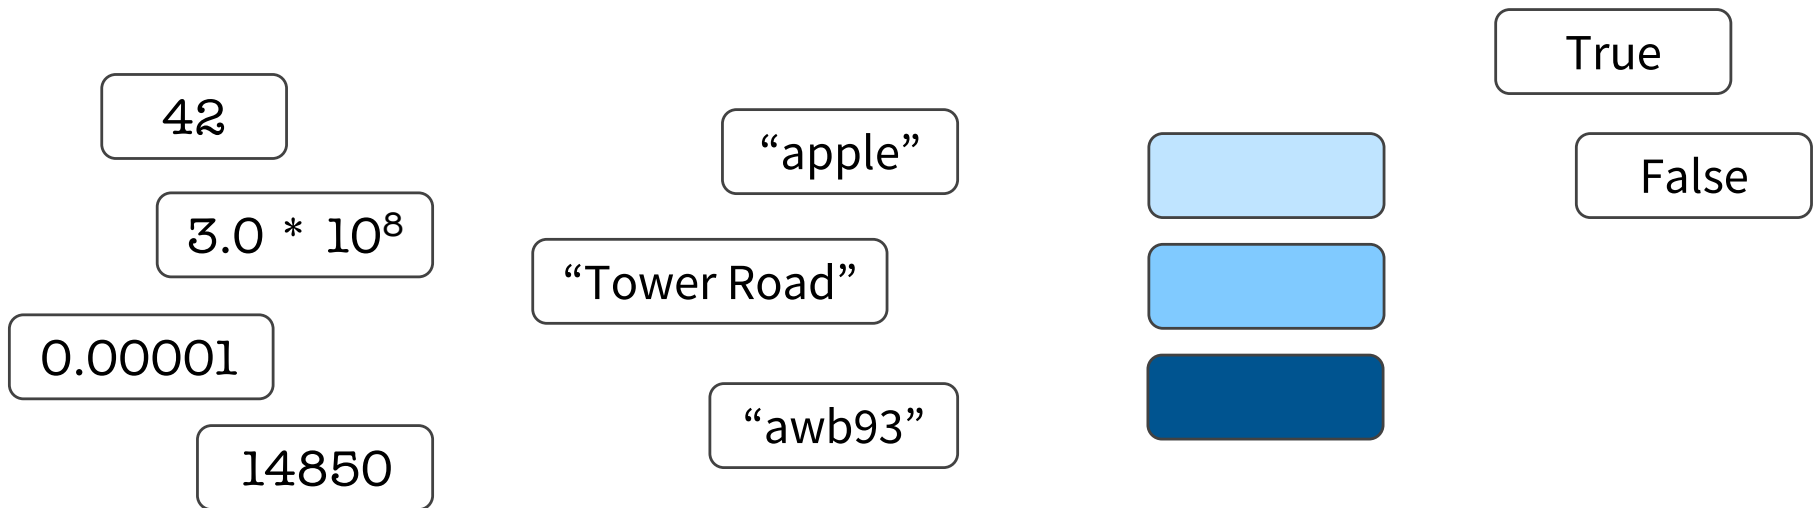 42
3.0 * 10⁸
0.00001
14850
“apple”
“Tower Road”
“awb93”
True
False